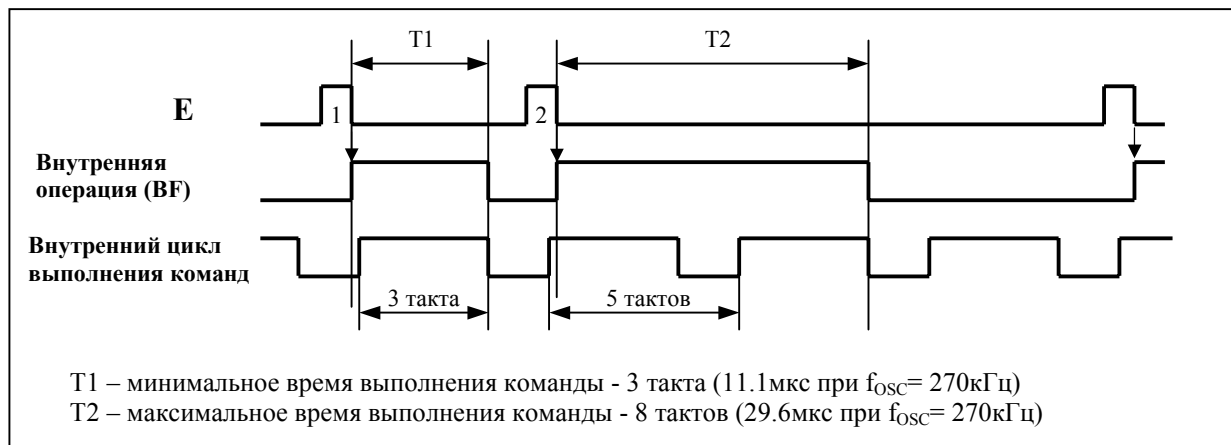 T1
T2
E
1
2
Внутренняя
операция (BF)
Внутренний цикл
выполнения команд
3 такта
5 тактов
T1 – минимальное время выполнения команды - 3 такта (11.1мкс при fOSC= 270кГц)
T2 – максимальное время выполнения команды - 8 тактов (29.6мкс при fOSC= 270кГц)